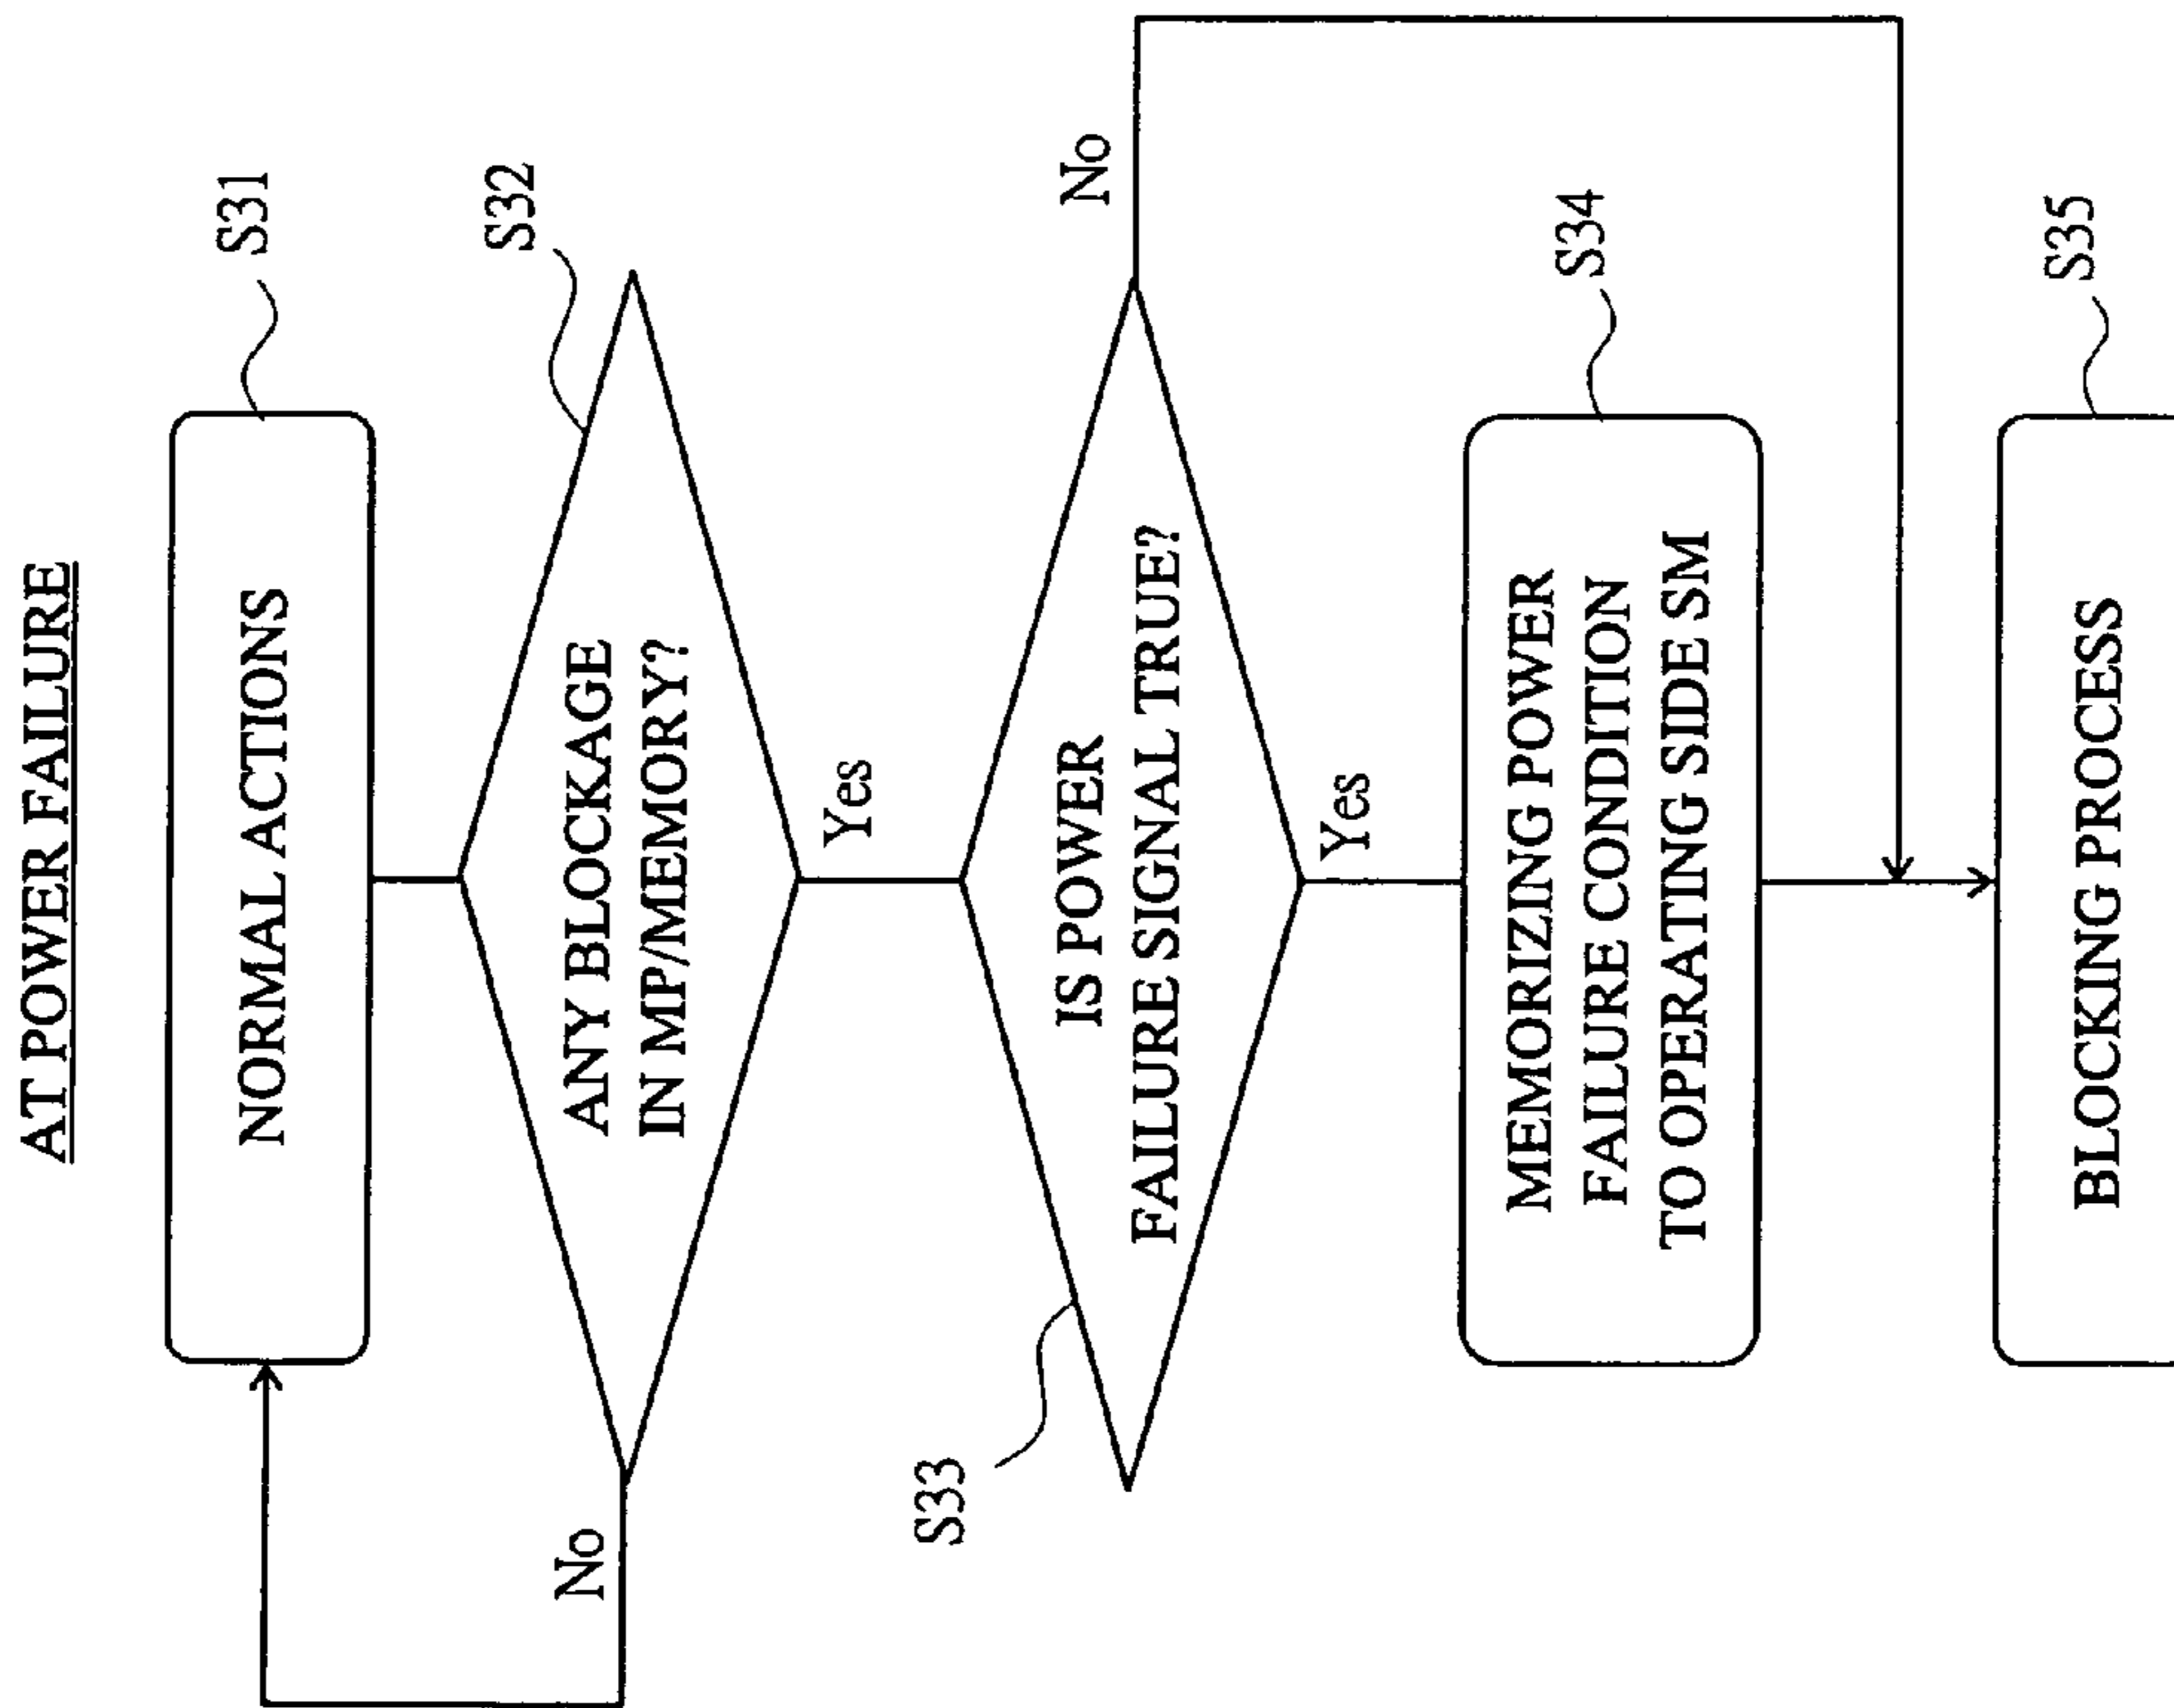 AT POWER FAILURE
S31
NORMAL ACTIONS
S32
ANY BLOCKAGE
IN MP/MEMORY?
No
Yes
S33
IS POWER
FAILURE SIGNAL TRUE?
No
Yes
S34
MEMORIZING POWER
FAILURE CONDITION
TO OPERATING SIDE SM
S35
BLOCKING PROCESS